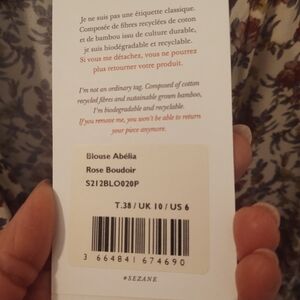 Je ne suis pas une étiquette classique.
Composée de fibres recyclées de coton
et de bambou issu de culture durable,
je suis biodégradable et recyclable.
Si vous me détachez, vous ne pourrez
plus retourner votre produit.
I'm not an ordinary tag. Composed of cotton
recycled fibres and sustainable grown bamboo,
I'm biodegradable and recyclable.
If you remove me, you won't be able to return
your piece anymore.
Blouse Abélia
Rose Boudoir
S212BLO020P
T.38 / UK 10 / US 6
3 664841 674690
#SEZANE